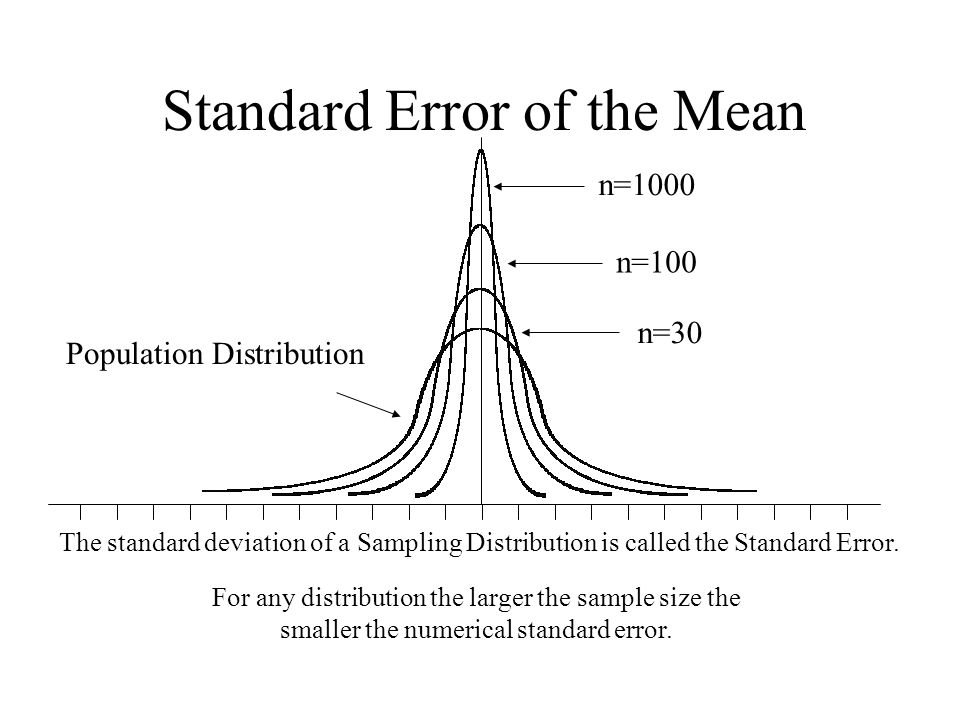 Standard Error of the Mean
n=1000
n=100
n=30
Population Distribution
The standard deviation of a Sampling Distribution is called the Standard Error.
For any distribution the larger the sample size the
smaller the numerical standard error.